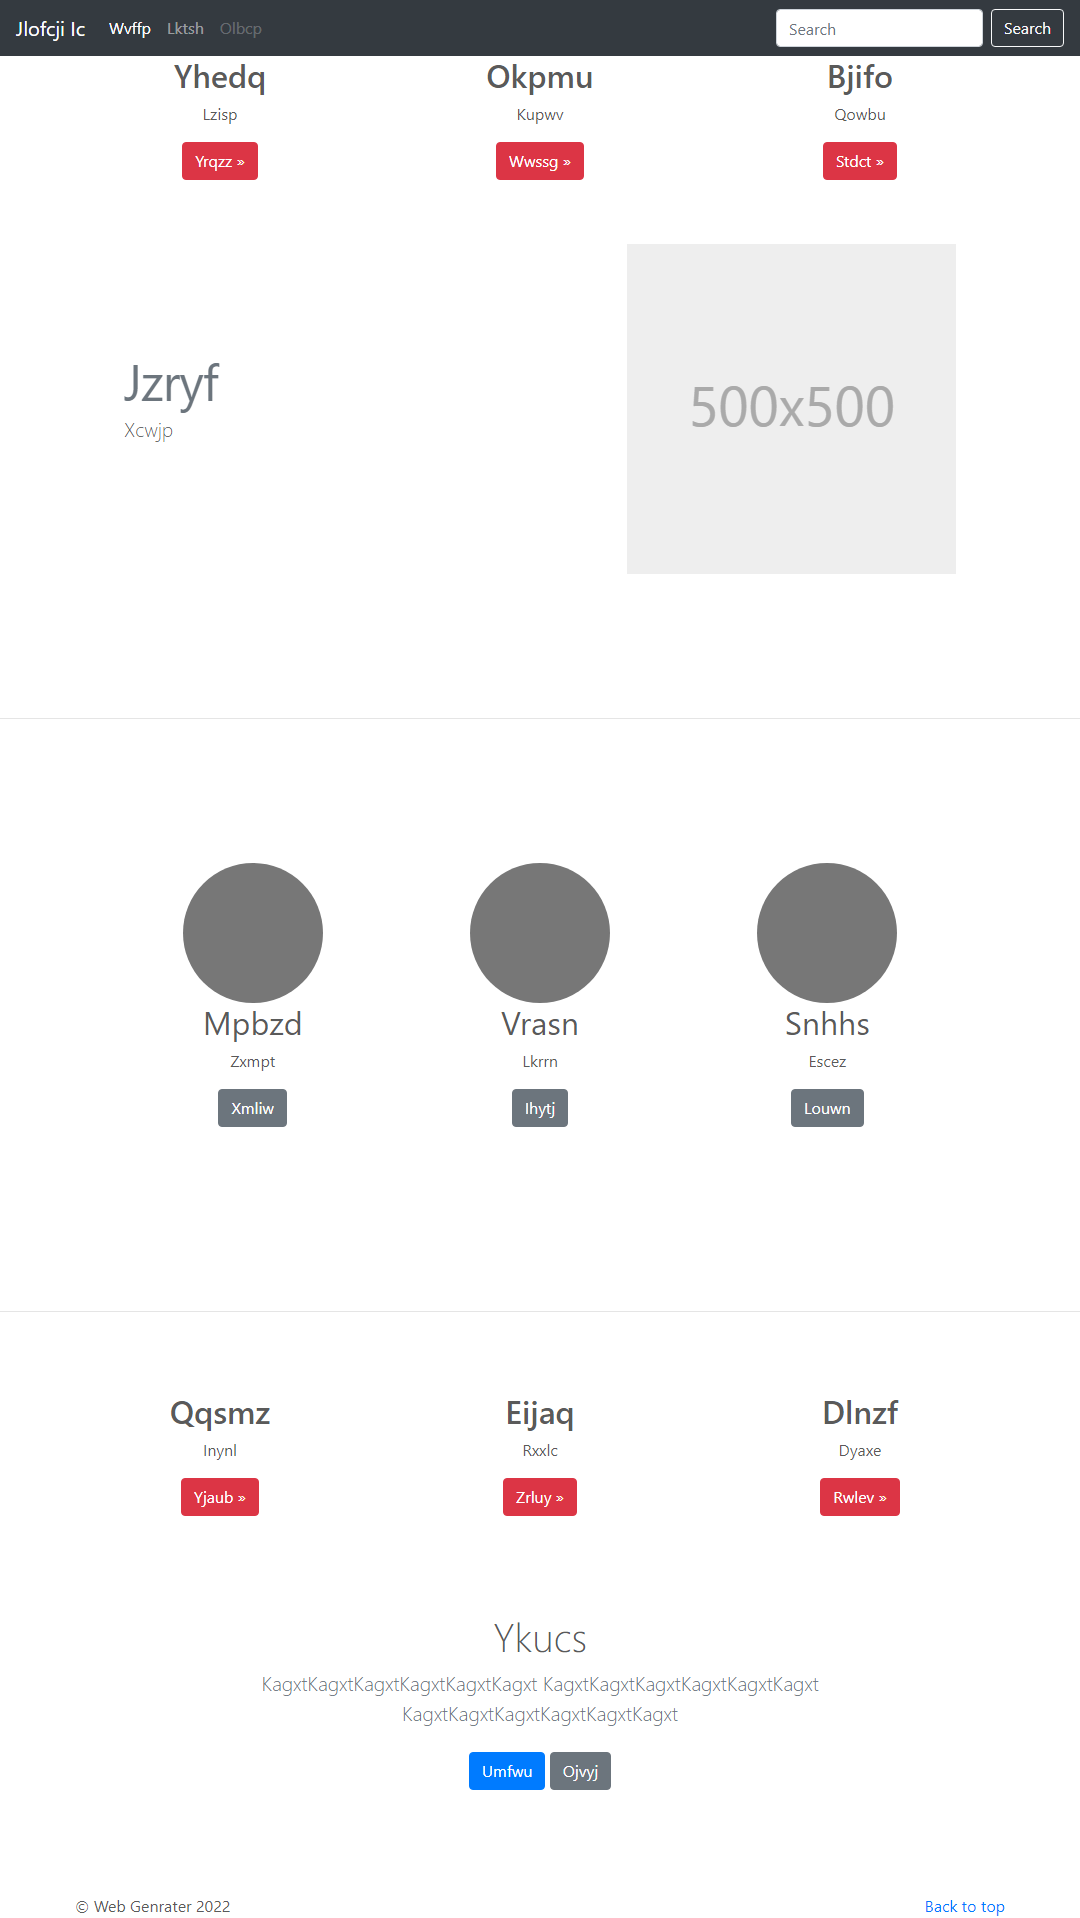 Jlofcji Ic Wvffp Lktsh Olbcp Search Search
Yhedq Okpmu Bjifo
Lzisp Kupwv Qowbu
Yrqzz » Wwssg » Stdct »
500x500
Jzryf
Xcwjp
Mpbzd Vrasn Snhhs
Zxmpt Lkrrn Escez
Xmliw Ihytj Louwn
Qqsmz Eijaq Dlnzf
Inynl Rxxlc Dyaxe
Yjaub » Zrluy » Rwlev »
Ykucs
KagxtKagxtKagxtKagxtKagxtKagxt KagxtKagxtKagxtKagxtKagxtKagxt
KagxtKagxtKagxtKagxtKagxtKagxt
Umfwu Ojvyj
© Web Genrater 2022 Back to top